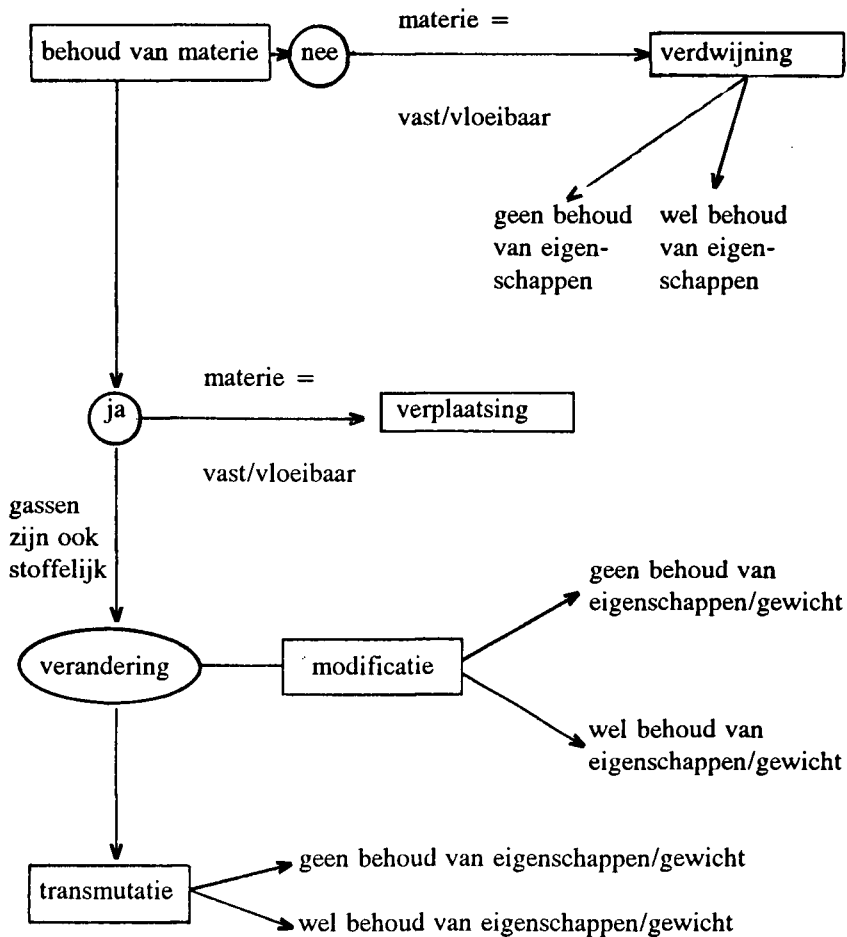 materie =
behoud van materie
nee
verdwijning
vast/vloeibaar
geen behoud
van eigen-
schappen
wel behoud
van eigen-
schappen
materie =
ja
verplaatsing
vast/vloeibaar
gassen
zijn ook
stoffelijk
geen behoud van
eigenschappen/gewicht
verandering
modificatie
wel behoud van
eigenschappen/gewicht
geen behoud van eigenschappen/gewicht
transmutatie
wel behoud van eigenschappen/gewicht